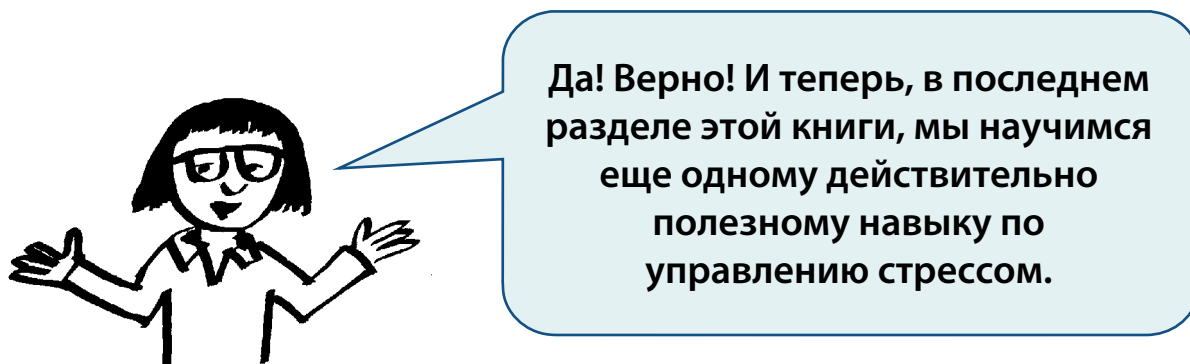 Да! Верно! И теперь, в последнем
разделе этой книги, мы научимся
еще одному действительно
полезному навыку по
управлению стрессом.